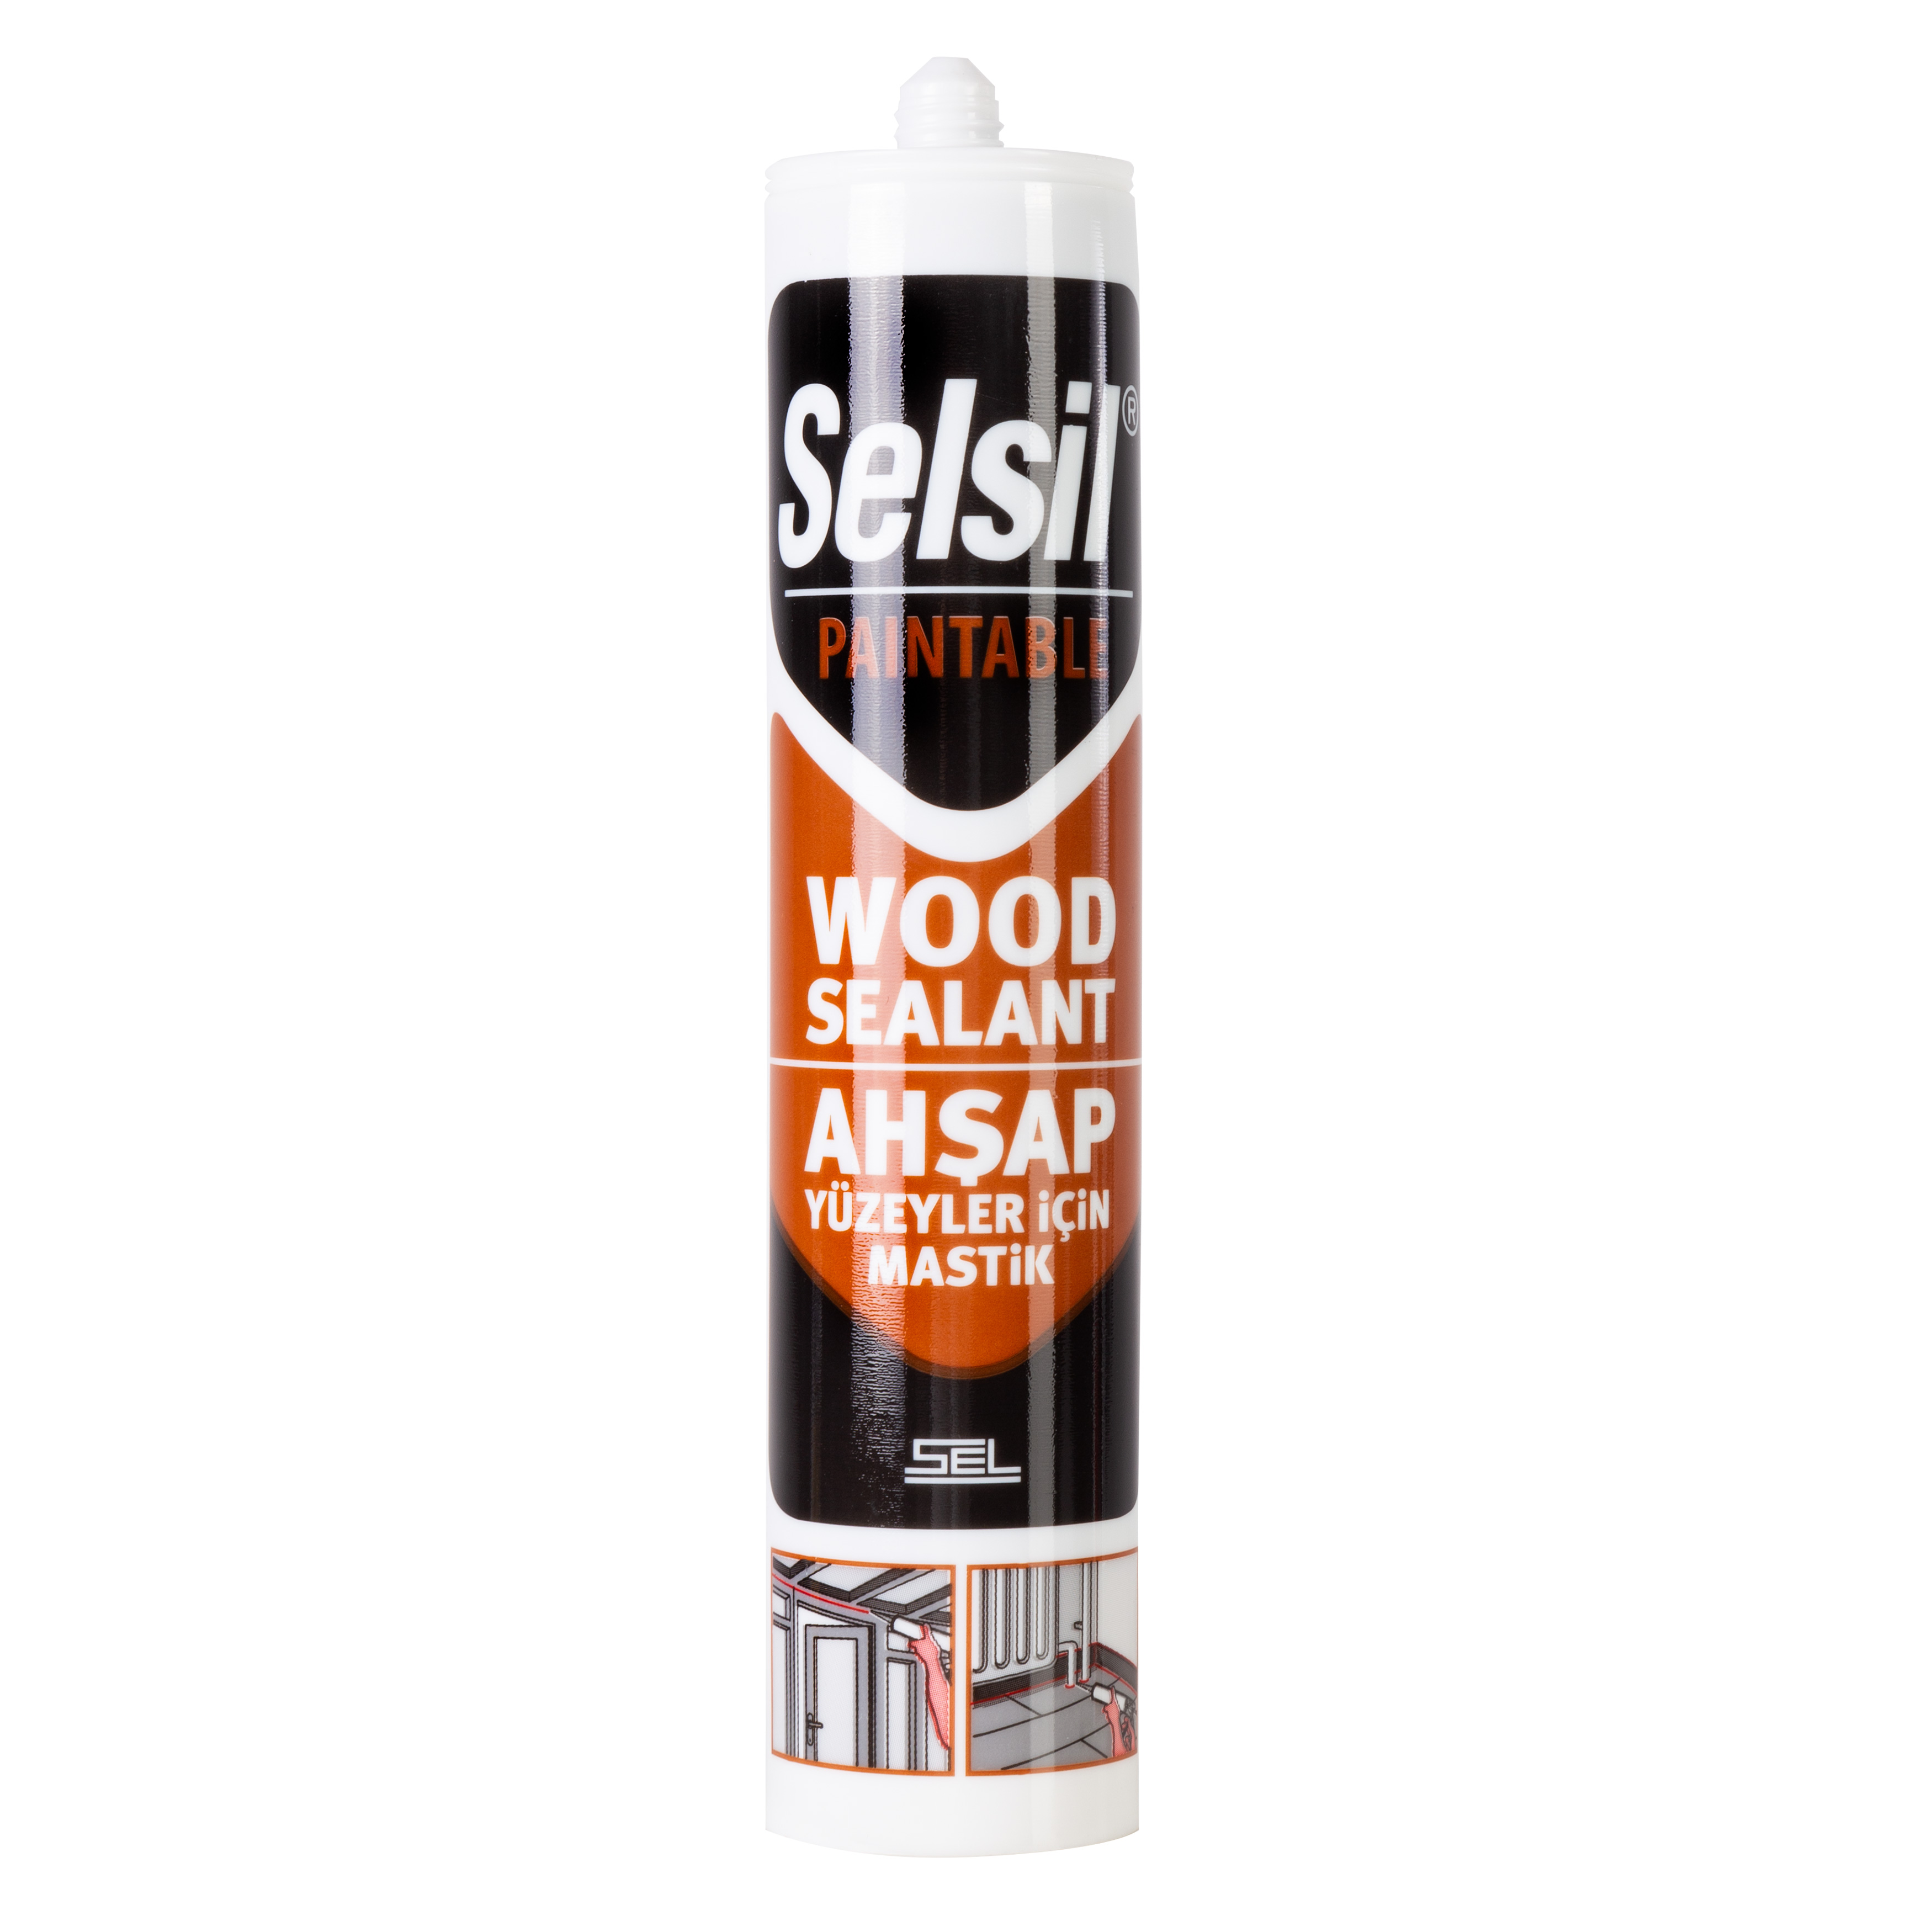 Selsil®
PAINTABLE
WOOD
SEALANT
AHŞAP
YÜZEYLER İÇİN
MASTİK
SEL